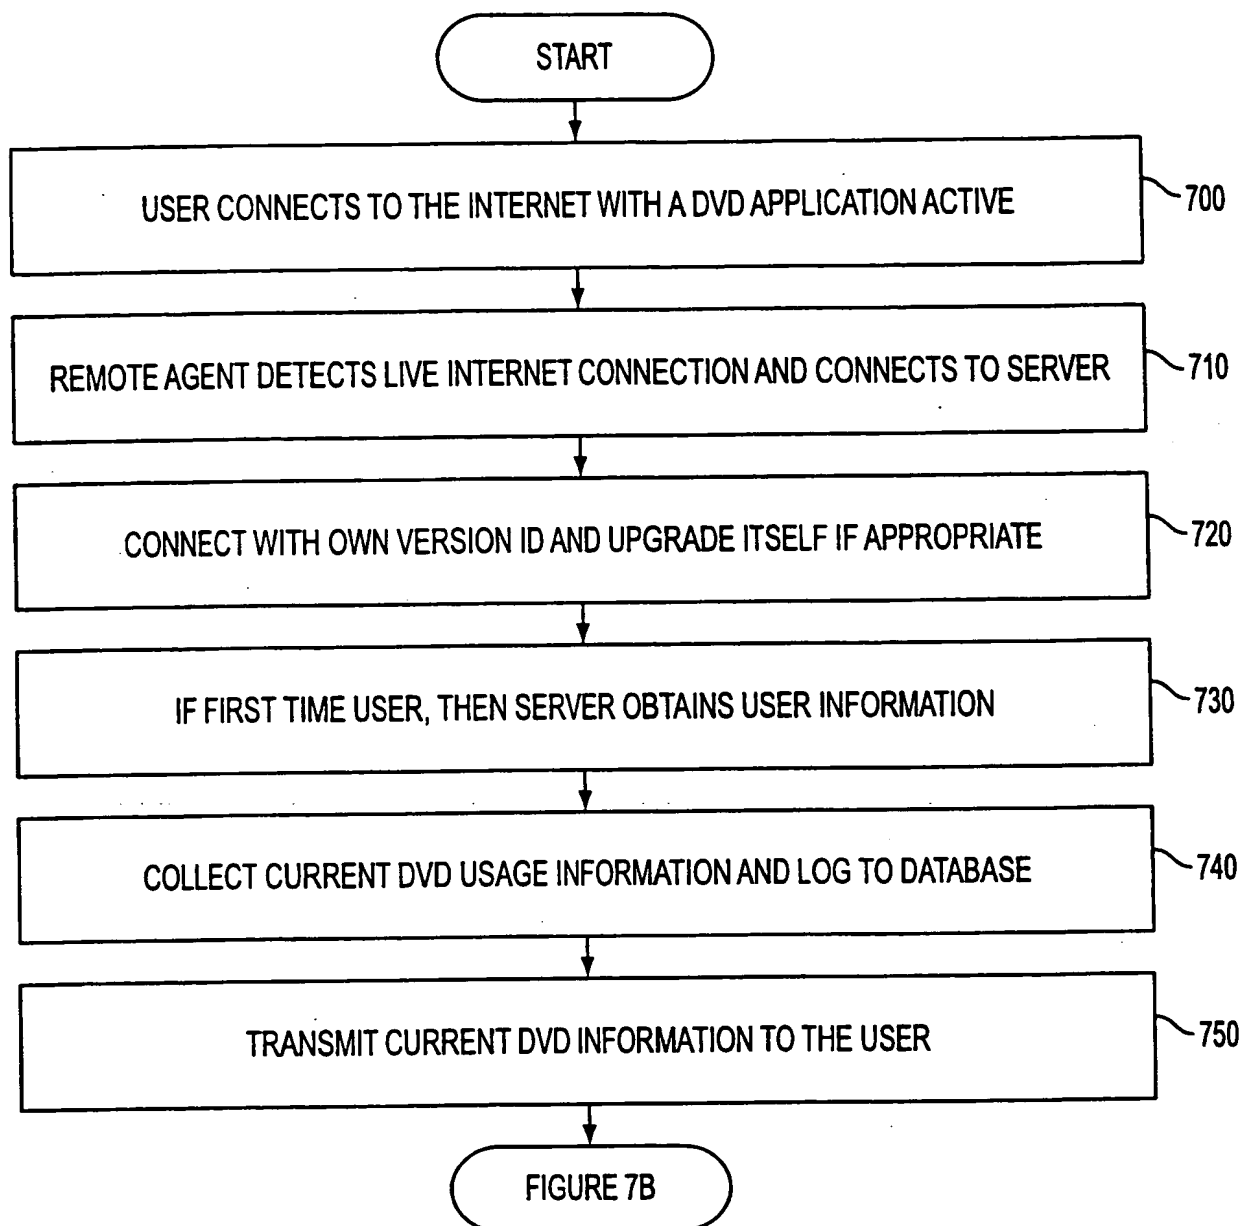 START
USER CONNECTS TO THE INTERNET WITH A DVD APPLICATION ACTIVE
700
REMOTE AGENT DETECTS LIVE INTERNET CONNECTION AND CONNECTS TO SERVER
710
CONNECT WITH OWN VERSION ID AND UPGRADE ITSELF IF APPROPRIATE
720
IF FIRST TIME USER, THEN SERVER OBTAINS USER INFORMATION
730
COLLECT CURRENT DVD USAGE INFORMATION AND LOG TO DATABASE
740
TRANSMIT CURRENT DVD INFORMATION TO THE USER
750
FIGURE 7B